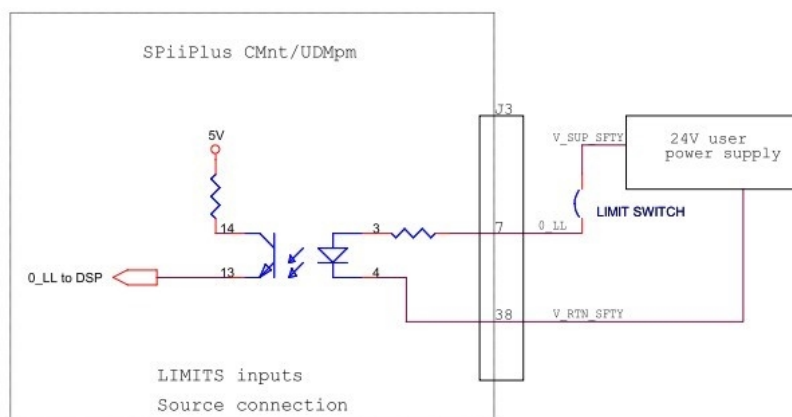 SPiiPlus CMnt/UDMpm
J3
5V
V_SUP_SFTY
24V user
power supply
LIMIT SWITCH
14
3
7
0_LL
0_LL to DSP
13
4
38
V_RTN_SFTY
LIMITS inputs
Source connection